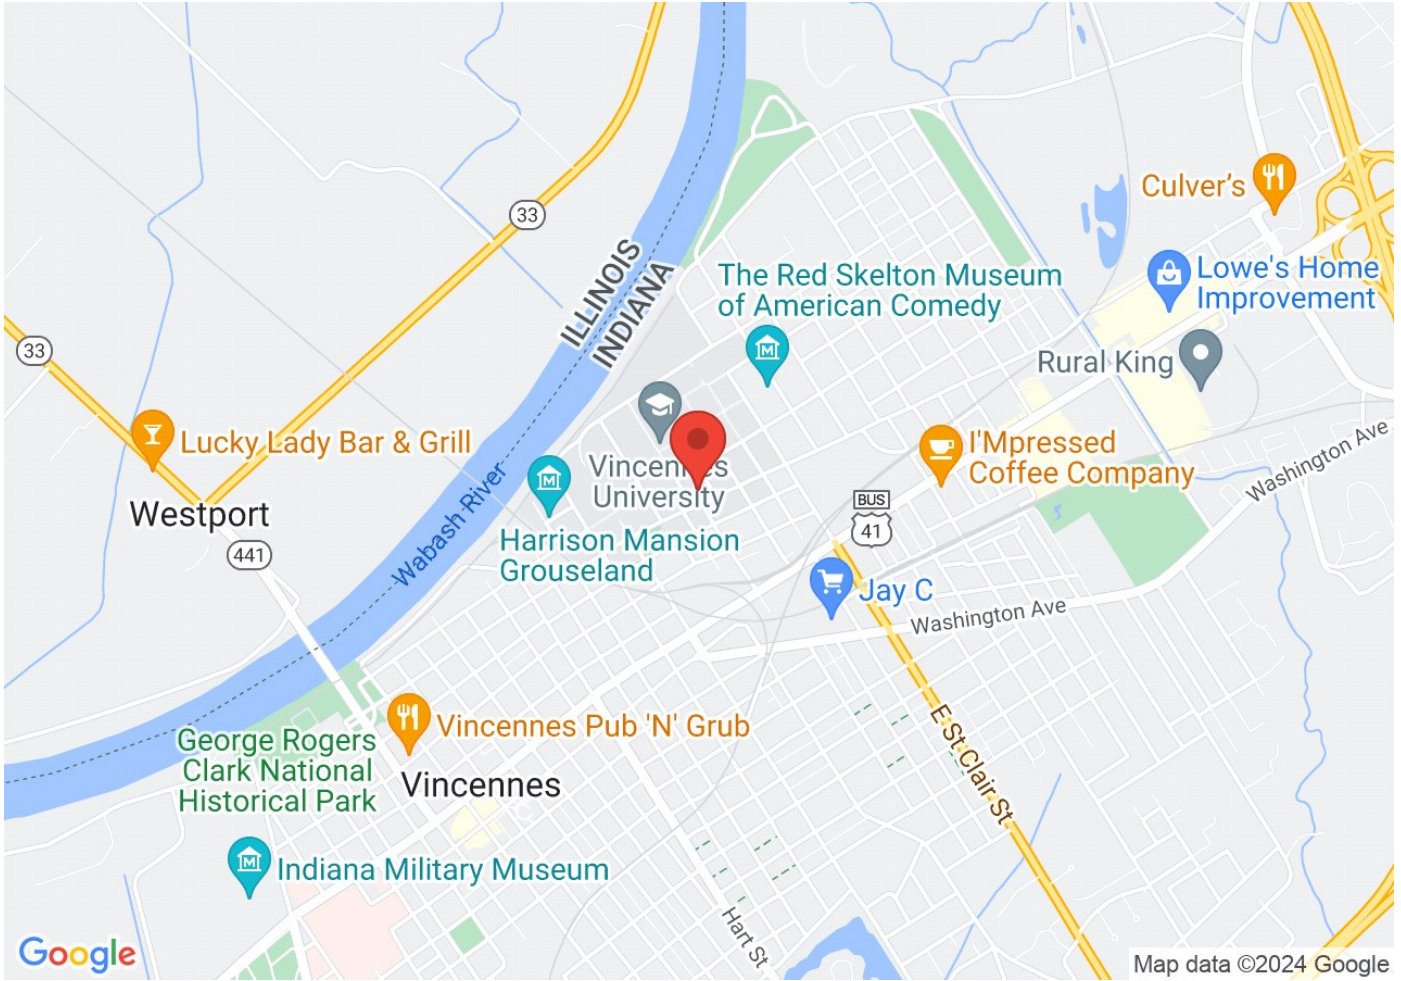 33
Culver's
ILLINOIS
INDIANA
The Red Skelton Museum
of American Comedy
Lowe's Home
Improvement
33
Rural King
Lucky Lady Bar & Grill
I'Mpressed
Coffee Company
Washington Ave
Vincennes
University
Westport
BUS
41
Wabash River
Harrison Mansion
Grouseland
441
Jay C
Washington Ave
Vincennes Pub 'N' Grub
George Rogers
Clark National
Historical Park
E St Clair St
Vincennes
Indiana Military Museum
Hart St
Google
Map data ©2024 Google